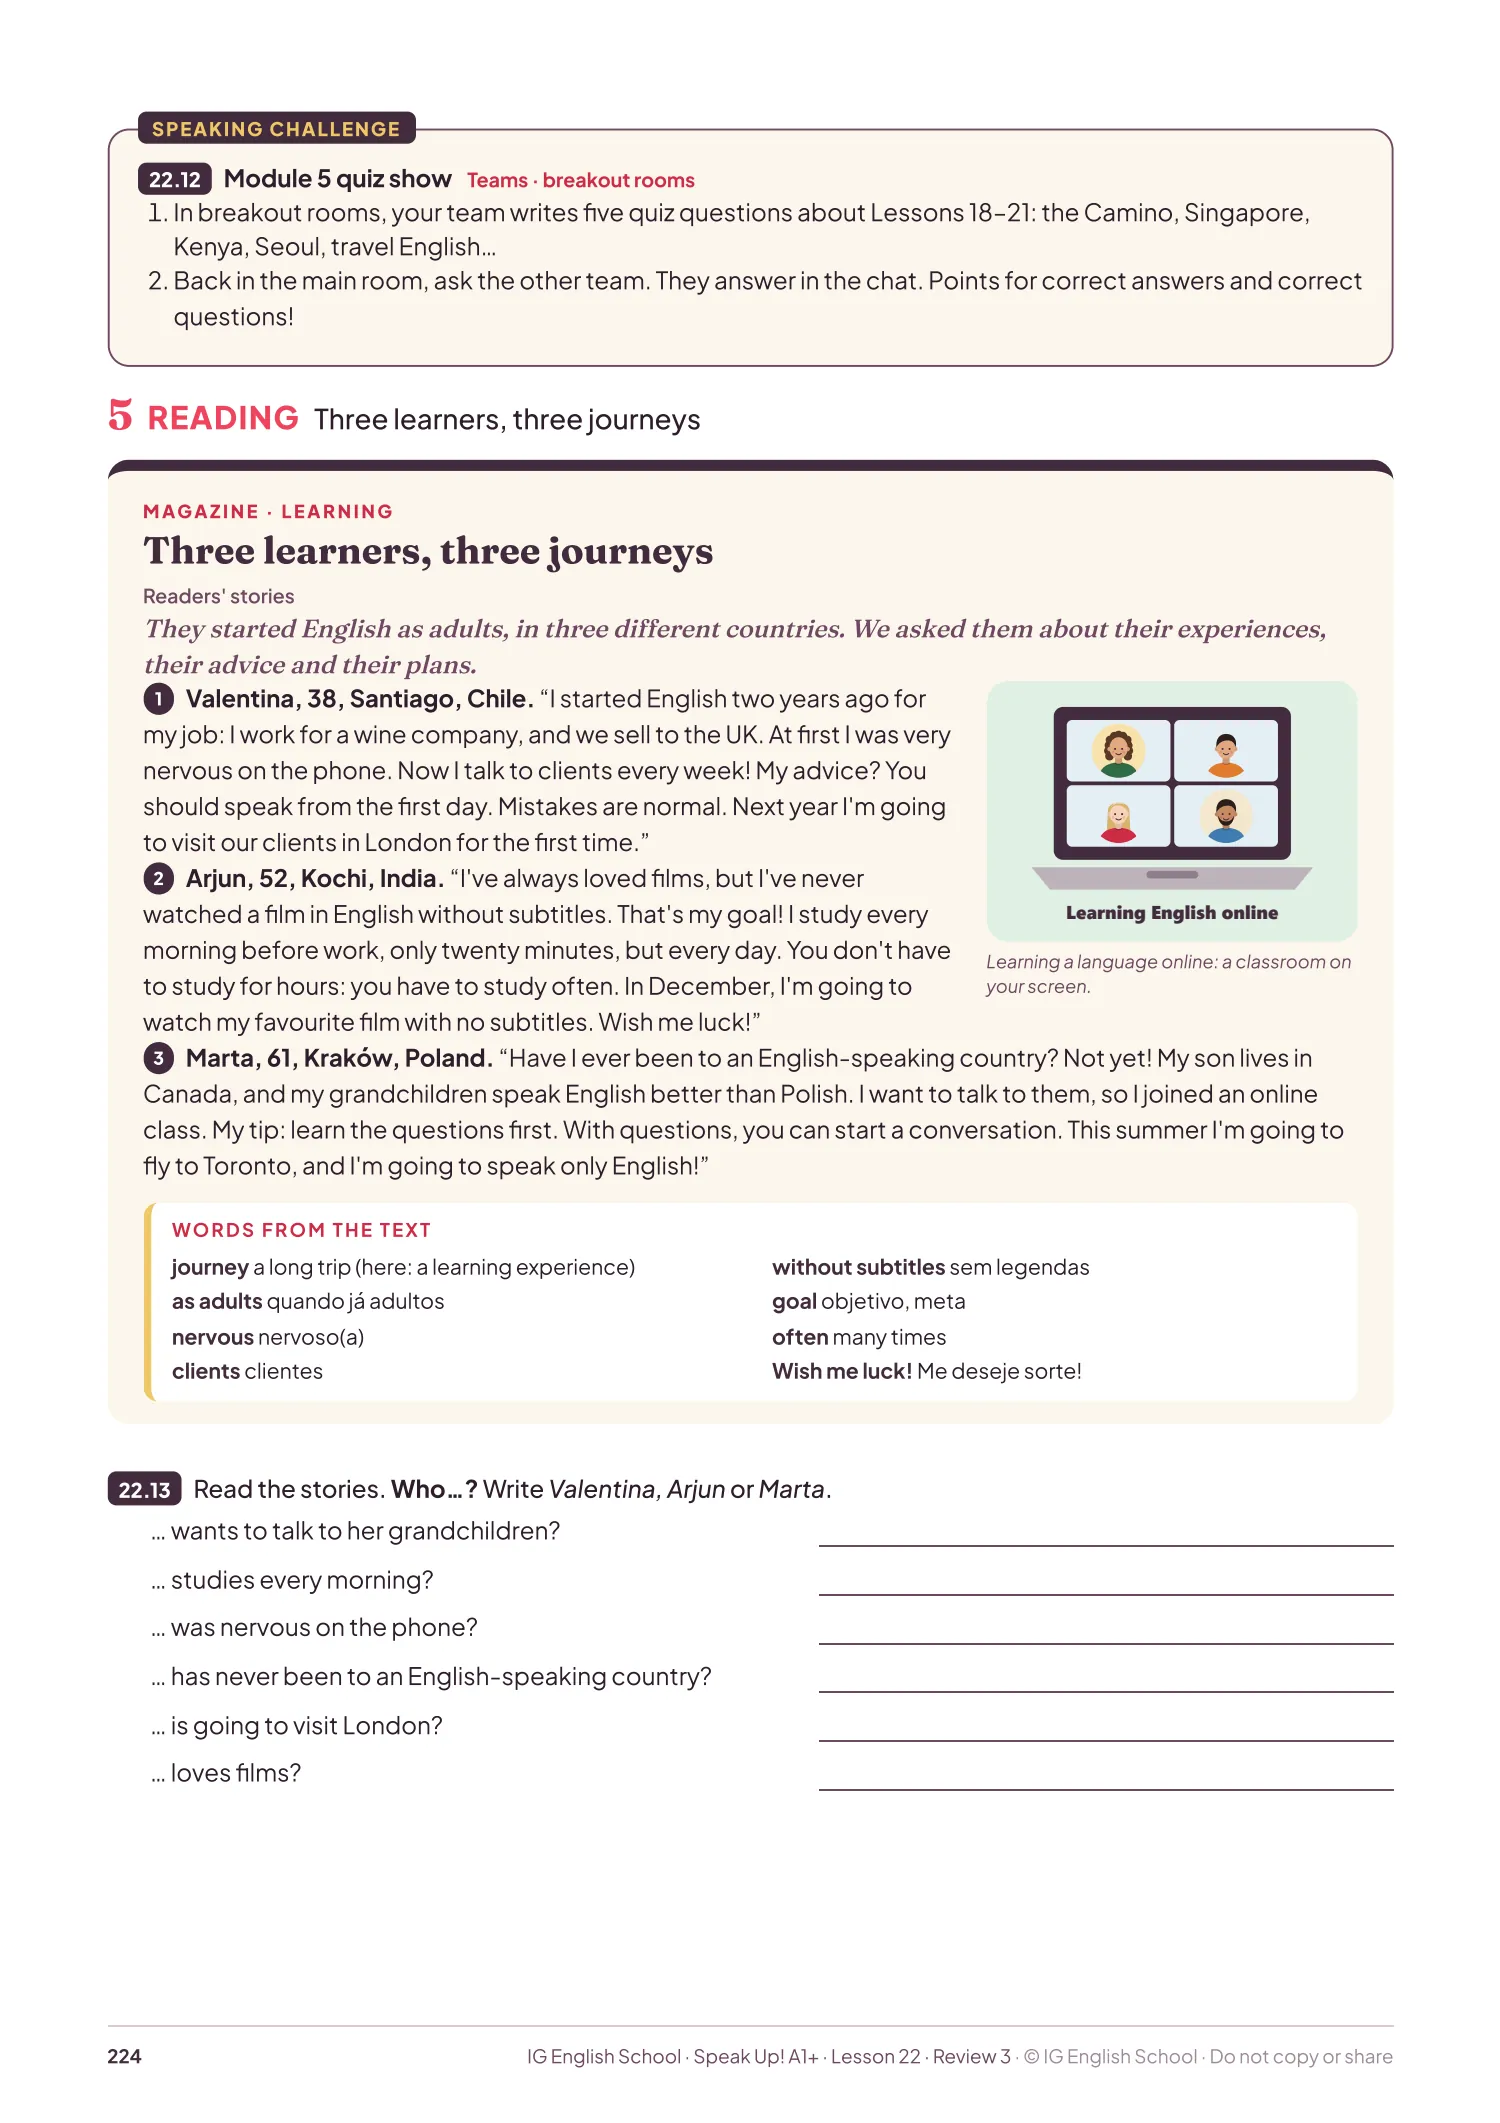 SPEAKING CHALLENGE
22.12 Module 5 quiz show Teams · breakout rooms
1. In breakout rooms, your team writes five quiz questions about Lessons 18–21: the Camino, Singapore,
Kenya, Seoul, travel English…
2. Back in the main room, ask the other team. They answer in the chat. Points for correct answers and correct
questions!
5 READING Three learners, three journeys
MAGAZINE · LEARNING
Three learners, three journeys
Readers' stories
They started English as adults, in three different countries. We asked them about their experiences,
their advice and their plans.
1 Valentina, 38, Santiago, Chile. “I started English two years ago for
my job: I work for a wine company, and we sell to the UK. At first I was very
nervous on the phone. Now I talk to clients every week! My advice? You
should speak from the first day. Mistakes are normal. Next year I'm going
to visit our clients in London for the first time.”
2 Arjun, 52, Kochi, India. “I've always loved films, but I've never
watched a film in English without subtitles. That's my goal! I study every
morning before work, only twenty minutes, but every day. You don't have
to study for hours: you have to study often. In December, I'm going to
watch my favourite film with no subtitles. Wish me luck!”
Learning English online
Learning a language online: a classroom on
your screen.
3 Marta, 61, Kraków, Poland. “Have I ever been to an English-speaking country? Not yet! My son lives in
Canada, and my grandchildren speak English better than Polish. I want to talk to them, so I joined an online
class. My tip: learn the questions first. With questions, you can start a conversation. This summer I'm going to
fly to Toronto, and I'm going to speak only English!”
WORDS FROM THE TEXT
journey a long trip (here: a learning experience)
as adults quando já adultos
nervous nervoso(a)
clients clientes
without subtitles sem legendas
goal objetivo, meta
often many times
Wish me luck! Me deseje sorte!
22.13 Read the stories. Who…? Write Valentina, Arjun or Marta.
… wants to talk to her grandchildren?
… studies every morning?
… was nervous on the phone?
… has never been to an English-speaking country?
… is going to visit London?
… loves films?
224
IG English School · Speak Up! A1+ · Lesson 22 · Review 3 · © IG English School · Do not copy or share